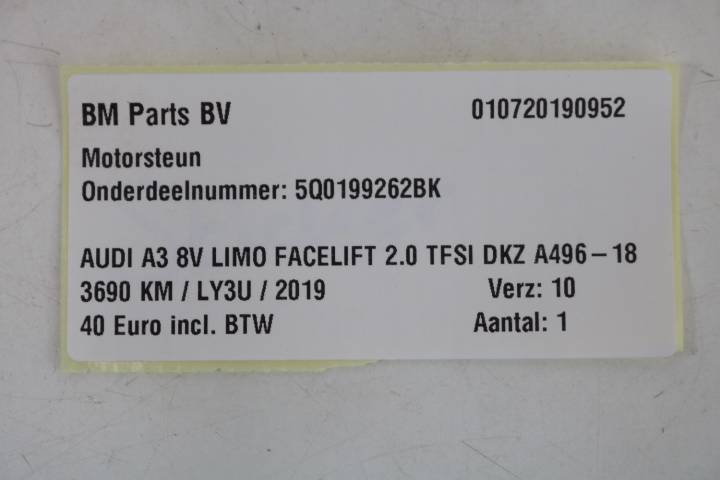 BM Parts BV 010720190952
Motorsteun
Onderdeelnummer: 5Q0199262BK
AUDI A3 8V LIMO FACELIFT 2.0 TFSI DKZ A496-18
3690 KM / LY3U / 2019 Verz: 10
40 Euro incl. BTW Aantal: 1